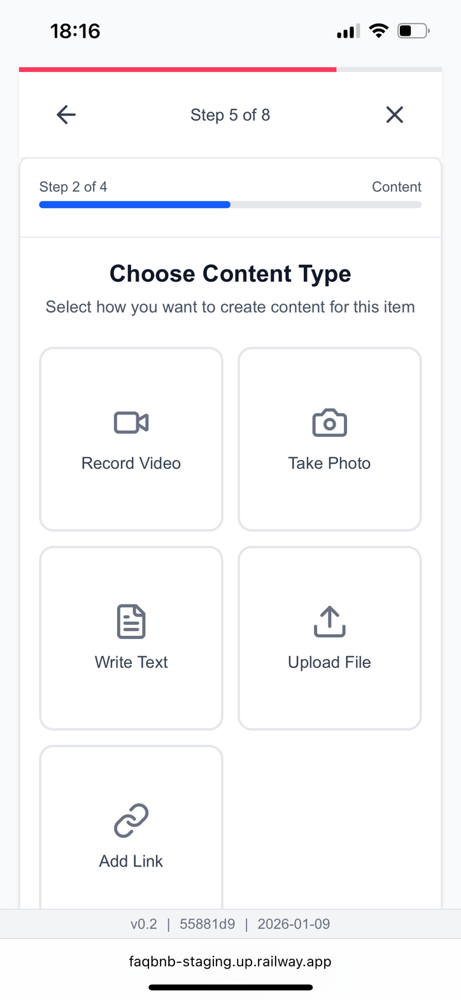 18:16
Step 5 of 8
Step 2 of 4 Content
Choose Content Type
Select how you want to create content for this item
Record Video Take Photo
Write Text Upload File
Add Link
v0.2 | 55881d9 | 2026-01-09
faqbnb-staging.up.railway.app